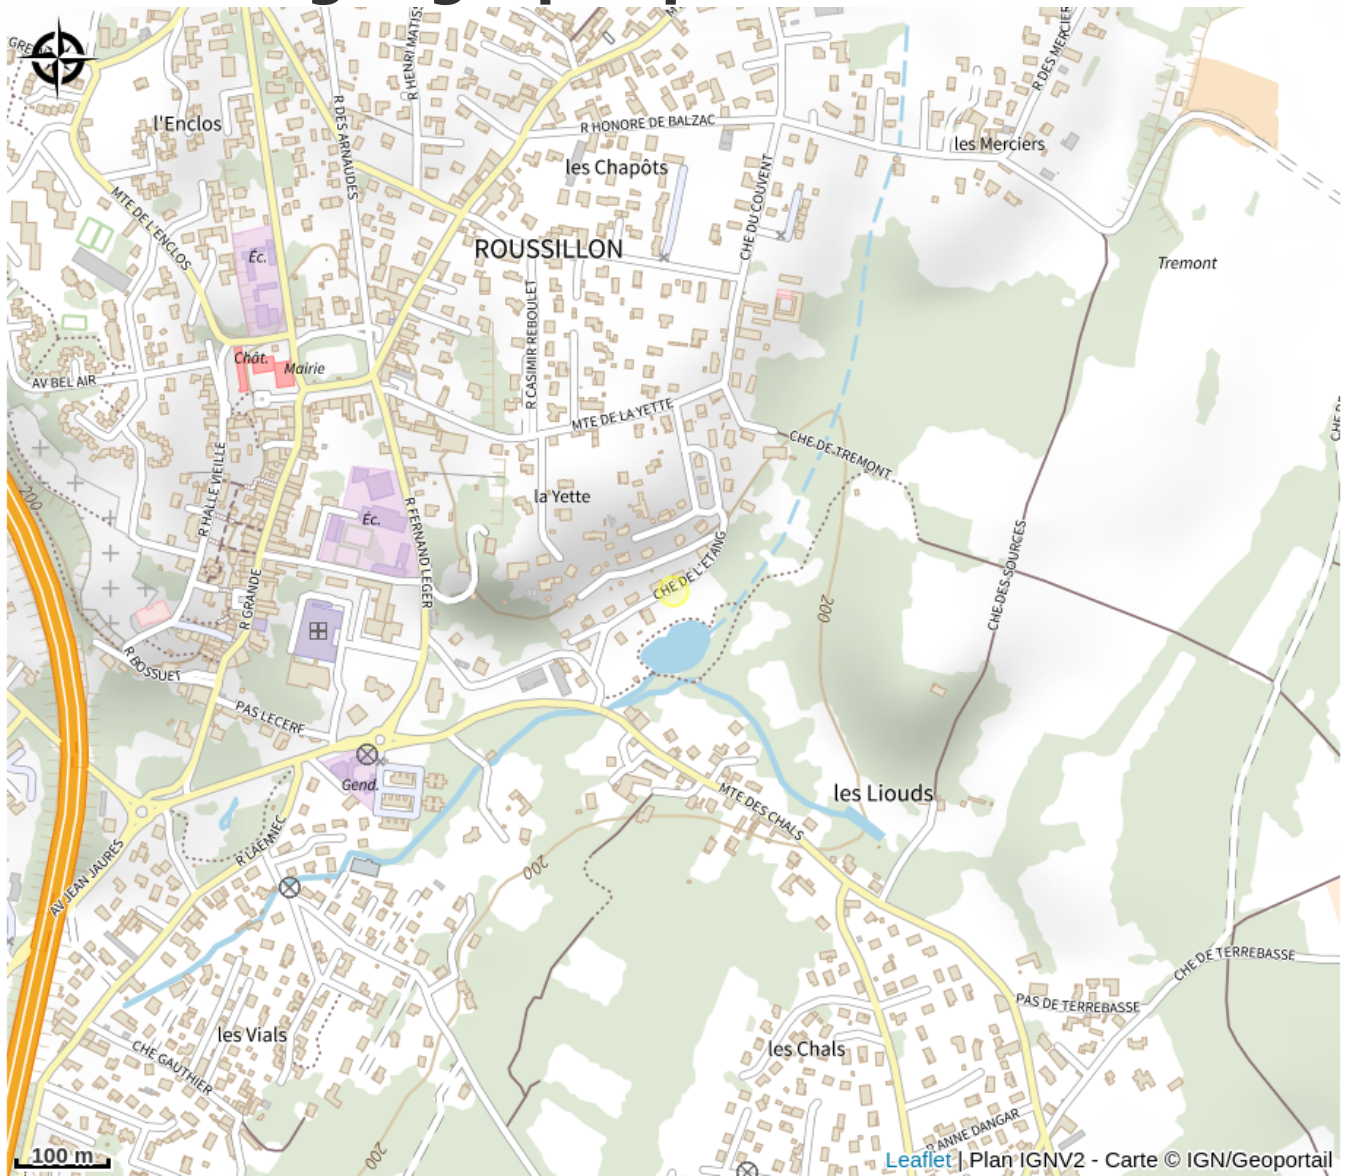 R HENRI MATISS
R DES MERCIER
l'Enclos
R DES ARNAUDES
R HONORE DE BALZAC
les Chapôts
les Merciers
MTE DE L'ENCLOS
CHE DU COUVENT
ROUSSILLON
Éc.
Tremont
R CASIMIR REBOULET
Chât.
Mairie
AV BEL AIR
MTE DE LA YETTE
CHE DE TREMONT
R HALLE VIEILLE
200
la Yette
Éc.
R FERNAND LEGER
CHE DE L'ETANG
CHE DES SOURCES
R GRANDE
200
R BOSSUET
PAS LECERF
Gend.
MTE DES CHALS
les Liouds
R LAENNEC
AV JEAN JAURES
200
CHE DE TERREBASSE
PAS DE TERREBASSE
les Vials
les Chals
CHE GAUTHIER
R ANNE DANGAR
200
100 m
Leaflet | Plan IGNV2 - Carte © IGN/Geoportail